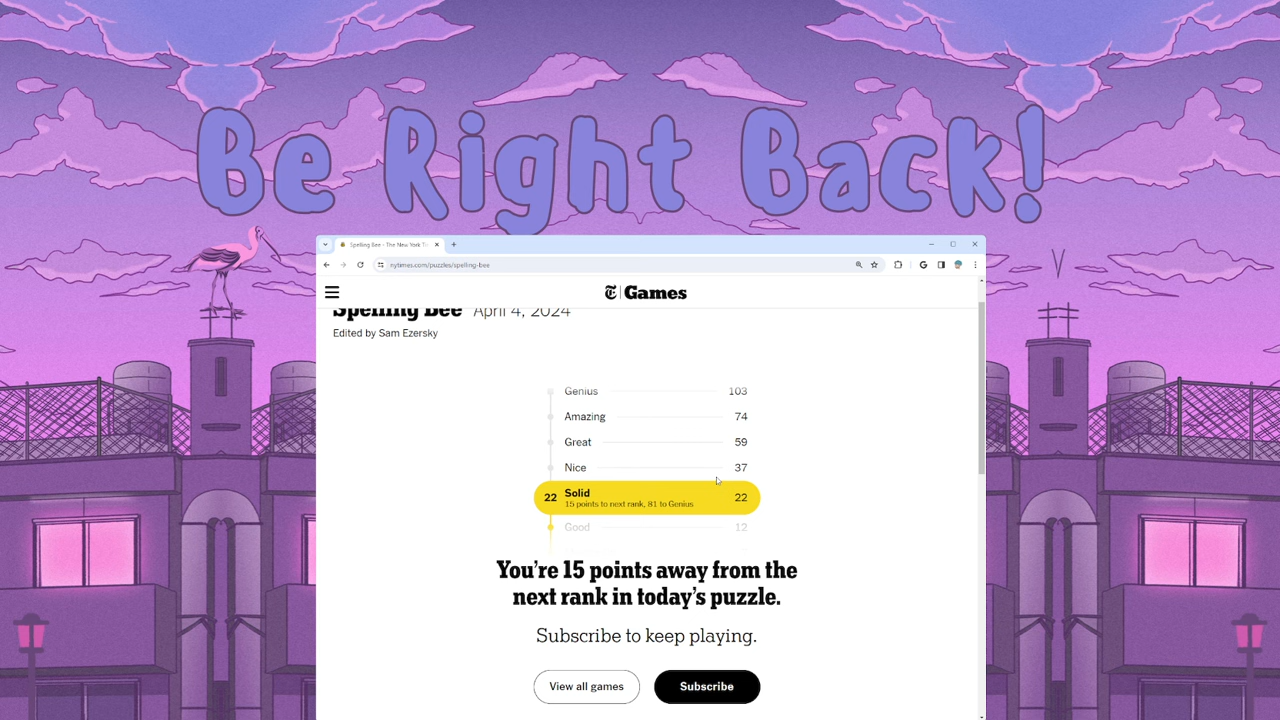 Be Right Back!
Spelling Bee - The New York Ti
nytimes.com/puzzles/spelling-bee
Games
Spelling Bee April 4, 2024
Edited by Sam Ezersky
Genius 103
Amazing 74
Great 59
Nice 37
22 Solid 22
15 points to next rank, 81 to Genius
Good 12
You're 15 points away from the
next rank in today's puzzle.
Subscribe to keep playing.
View all games Subscribe